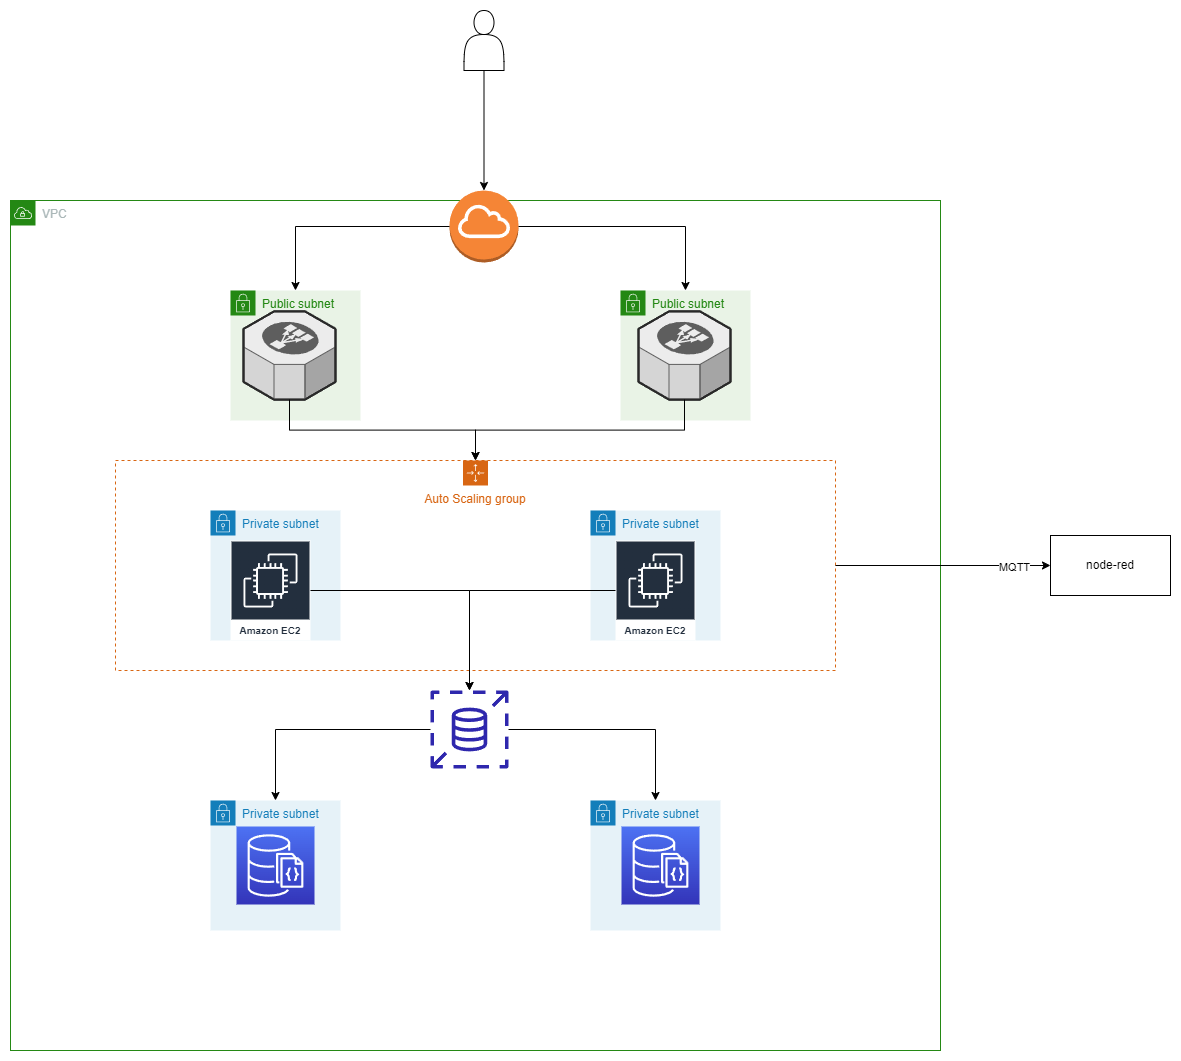 VPC
Public subnet
Public subnet
Auto Scaling group
Private subnet
Private subnet
Amazon EC2
Amazon EC2
MQTT
node-red
Private subnet
Private subnet